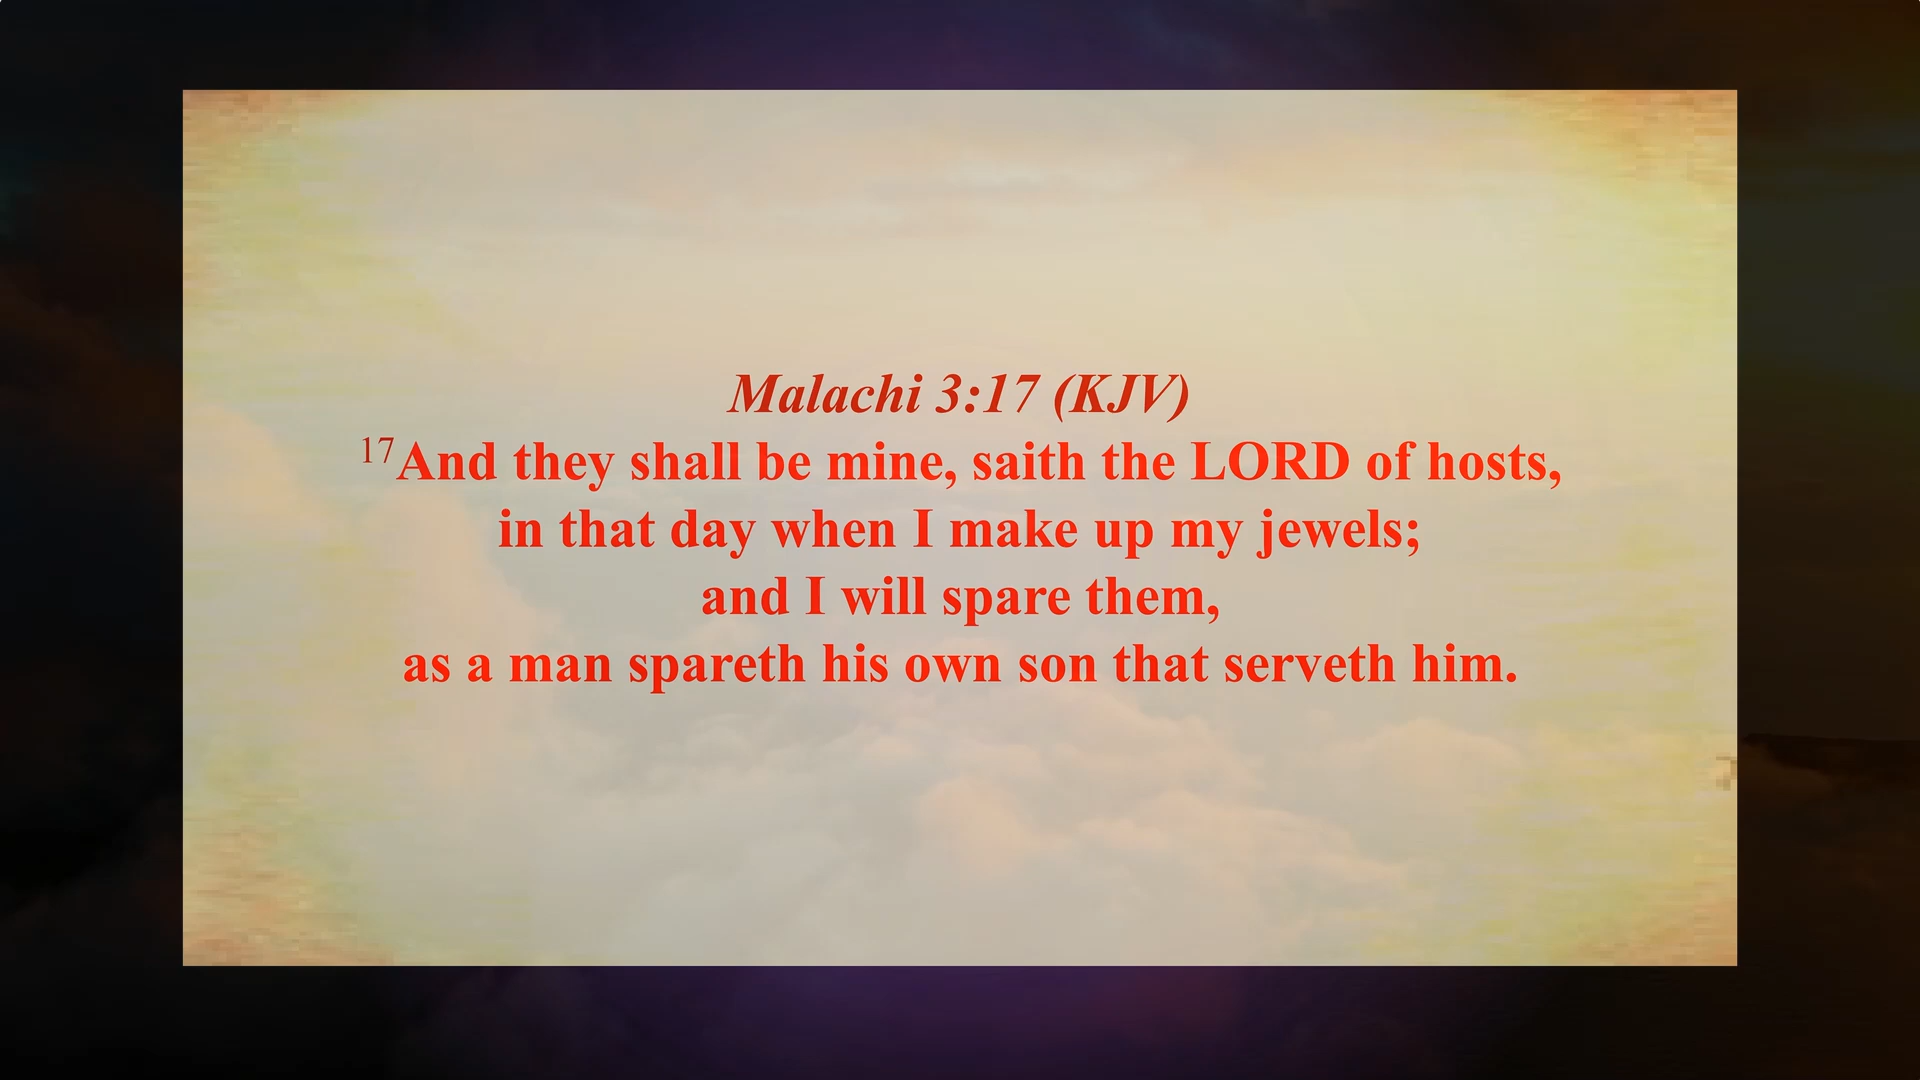 Malachi 3:17 (KJV)
17And they shall be mine, saith the LORD of hosts,
in that day when I make up my jewels;
and I will spare them,
as a man spareth his own son that serveth him.